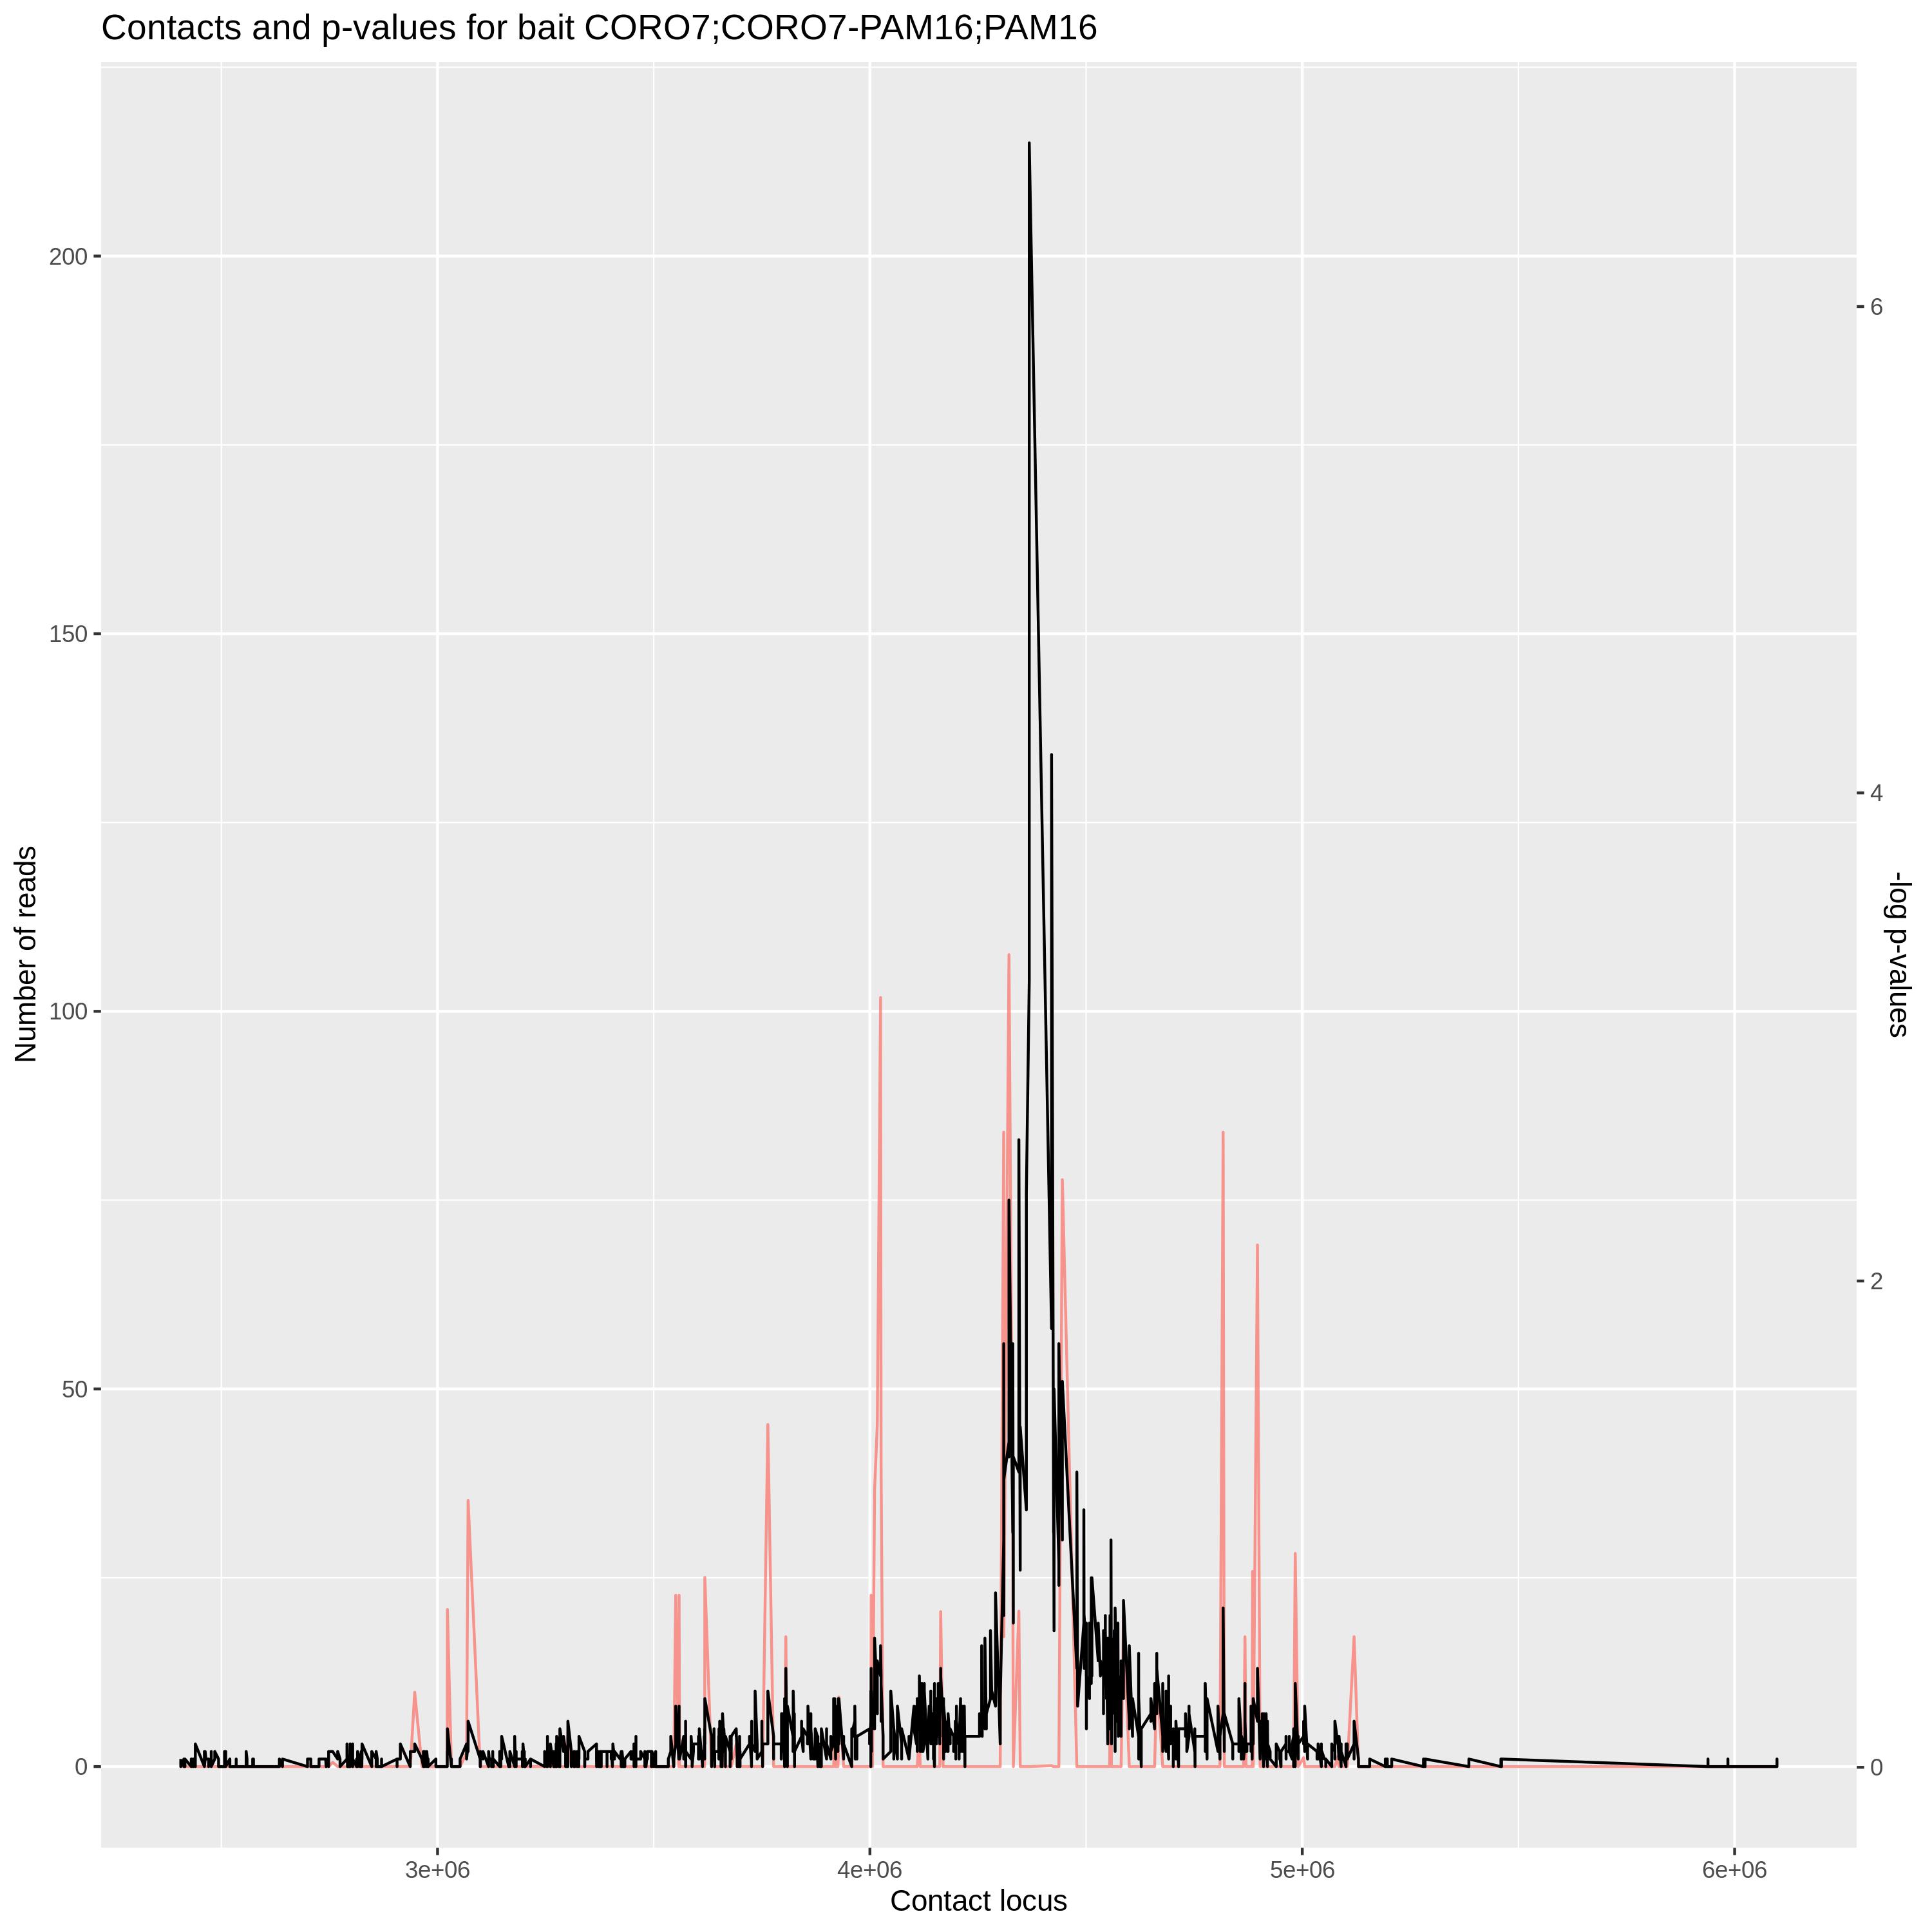 Contacts and p-values for bait CORO7;CORO7-PAM16;PAM16
Number of reads
200
150
100
50
0
6
4
2
0
-log p-values
3e+06
4e+06
5e+06
6e+06
Contact locus